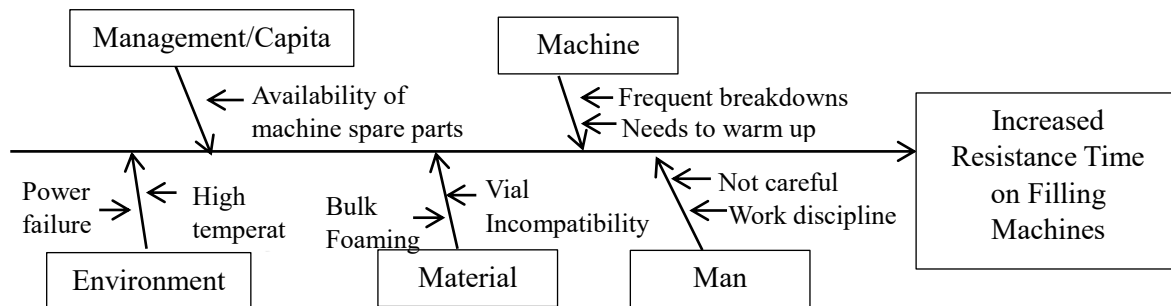 Management/Capita
Machine
Availability of
machine spare parts
Frequent breakdowns
Needs to warm up
Increased
Resistance Time
on Filling
Machines
Power
failure
High
temperat
Bulk
Foaming
Vial
Incompatibility
Not careful
Work discipline
Environment
Material
Man